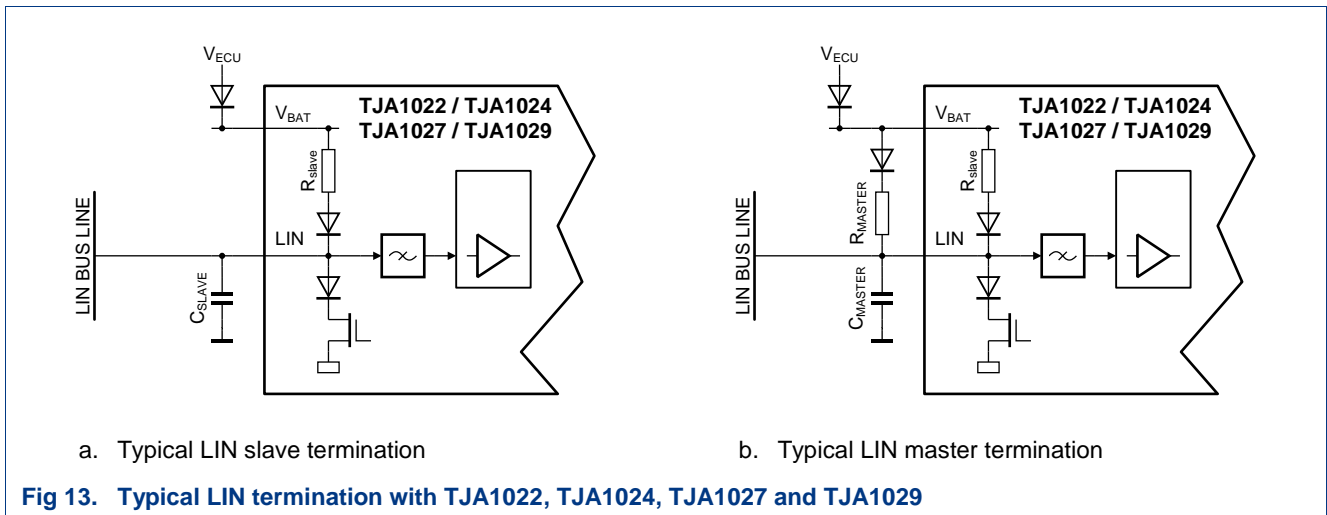 VECU
VBAT
TJA1022 / TJA1024
TJA1027 / TJA1029
Rslave
LIN
LIN BUS LINE
CSLAVE
VECU
VBAT
TJA1022 / TJA1024
TJA1027 / TJA1029
Rslave
RMASTER
LIN
LIN BUS LINE
CMASTER
a. Typical LIN slave termination
b. Typical LIN master termination
Fig 13. Typical LIN termination with TJA1022, TJA1024, TJA1027 and TJA1029